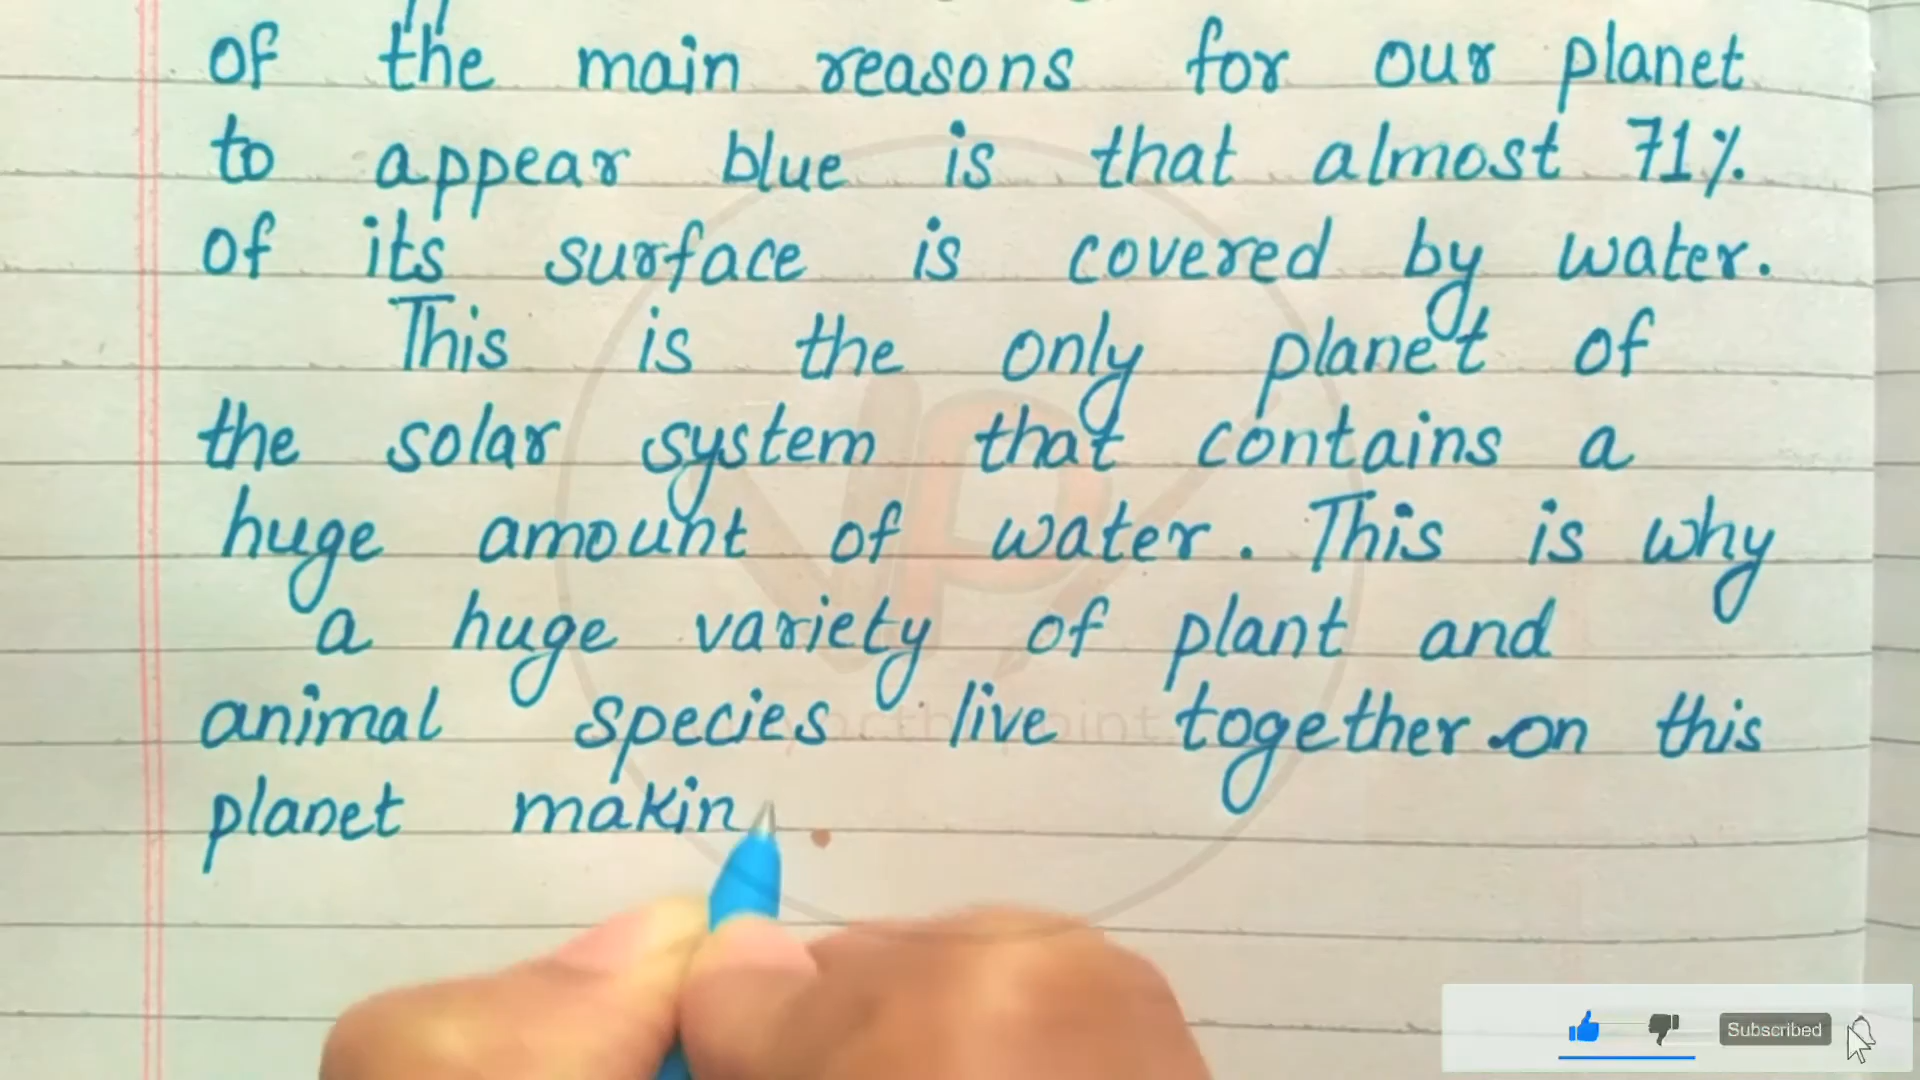 of the main reasons for our planet
to appear blue is that almost 71%
of its surface is covered by water.
This is the only planet of
the solar system that contains a
huge amount of water. This is why
a huge variety of plant and
animal species live together on this
planet makin
Subscribed